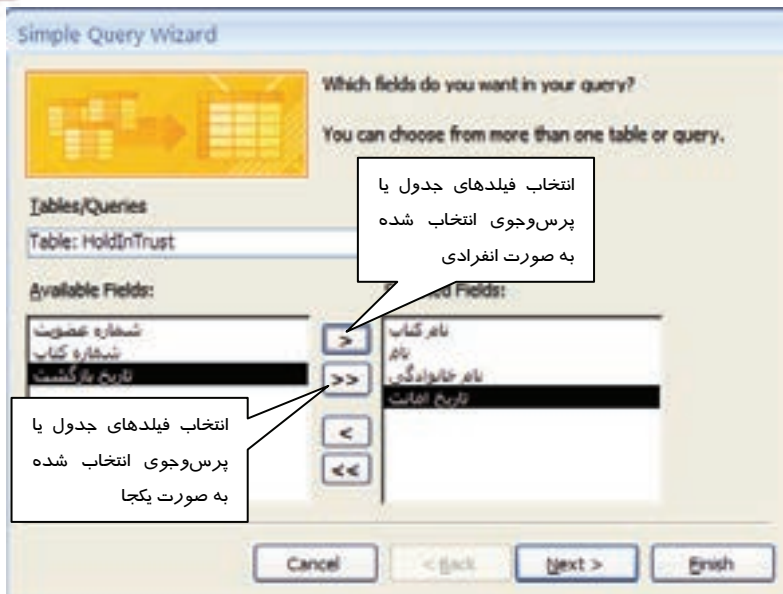 Simple Query Wizard
Which fields do you want in your query?
You can choose from more than one table or query.
انتخاب فیلدهای جدول یا
پرس‌وجوی انتخاب شده
به صورت انفرادی
Tables/Queries
Table: HoldInTrust
Available Fields:
Fields:
شماره عضویت
شماره کتاب
تاریخ بازگشت
>
>>
<
<<
نام کتاب
نام
نام خانوادگی
تاریخ امانت
انتخاب فیلدهای جدول یا
پرس‌وجوی انتخاب شده
به صورت یکجا
Cancel
< Back
Next >
Finish